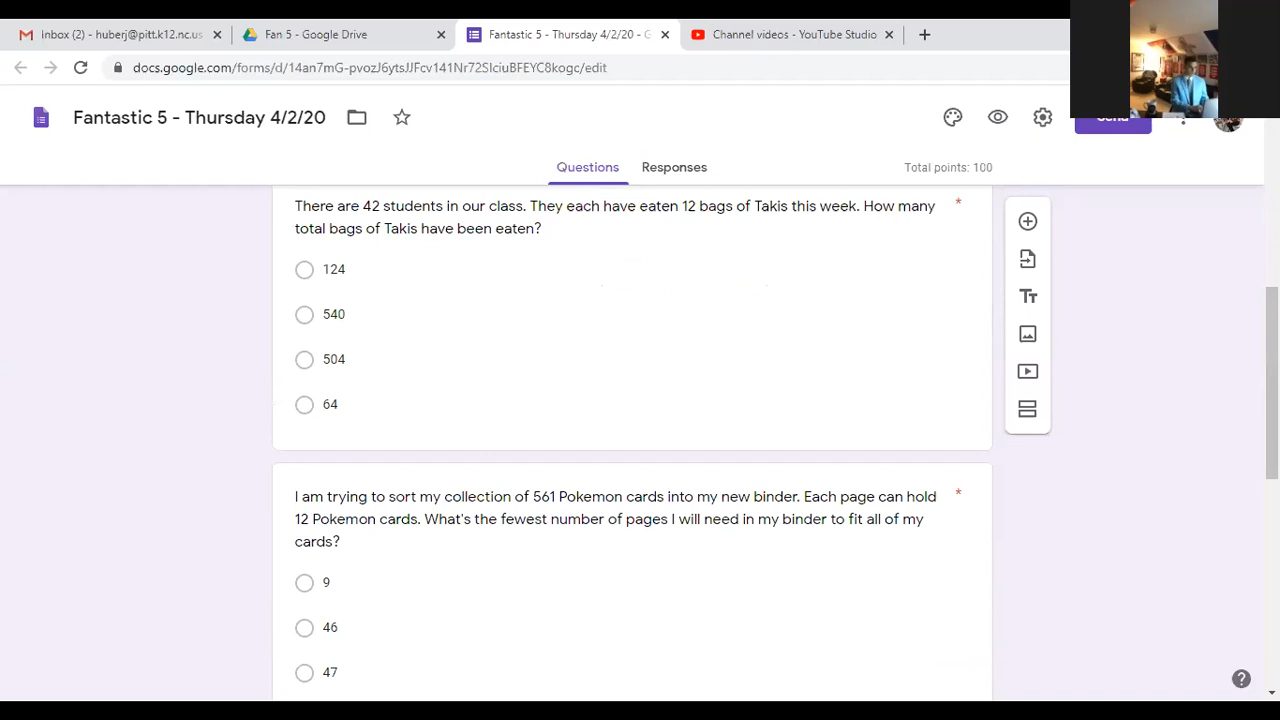 Inbox (2) - huberj@pitt.k12.nc.us
Fan 5 - Google Drive
Fantastic 5 - Thursday 4/2/20 - G
Channel videos - YouTube Studio
docs.google.com/forms/d/14an7mG-pvozJ6ytsJJFcv141Nr72SIciuBFEYC8kogc/edit
Fantastic 5 - Thursday 4/2/20
Send
Questions
Responses
Total points: 100
There are 42 students in our class. They each have eaten 12 bags of Takis this week. How many *
total bags of Takis have been eaten?
124
540
504
64
I am trying to sort my collection of 561 Pokemon cards into my new binder. Each page can hold *
12 Pokemon cards. What's the fewest number of pages I will need in my binder to fit all of my
cards?
9
46
47